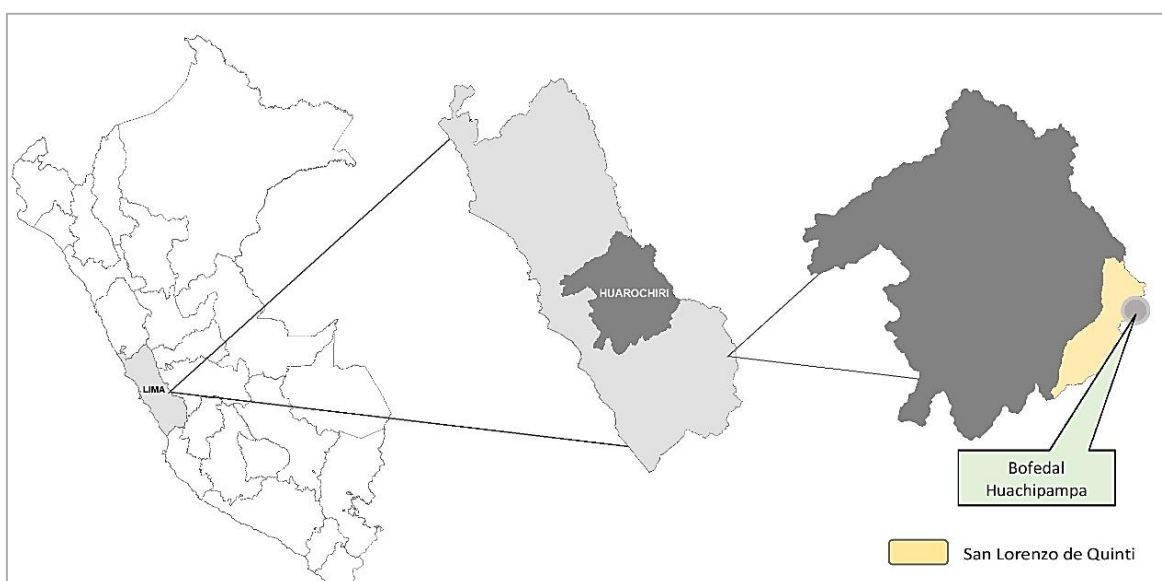 LIMA
HUAROCHIRI
Bofedal
Huachipampa
San Lorenzo de Quinti